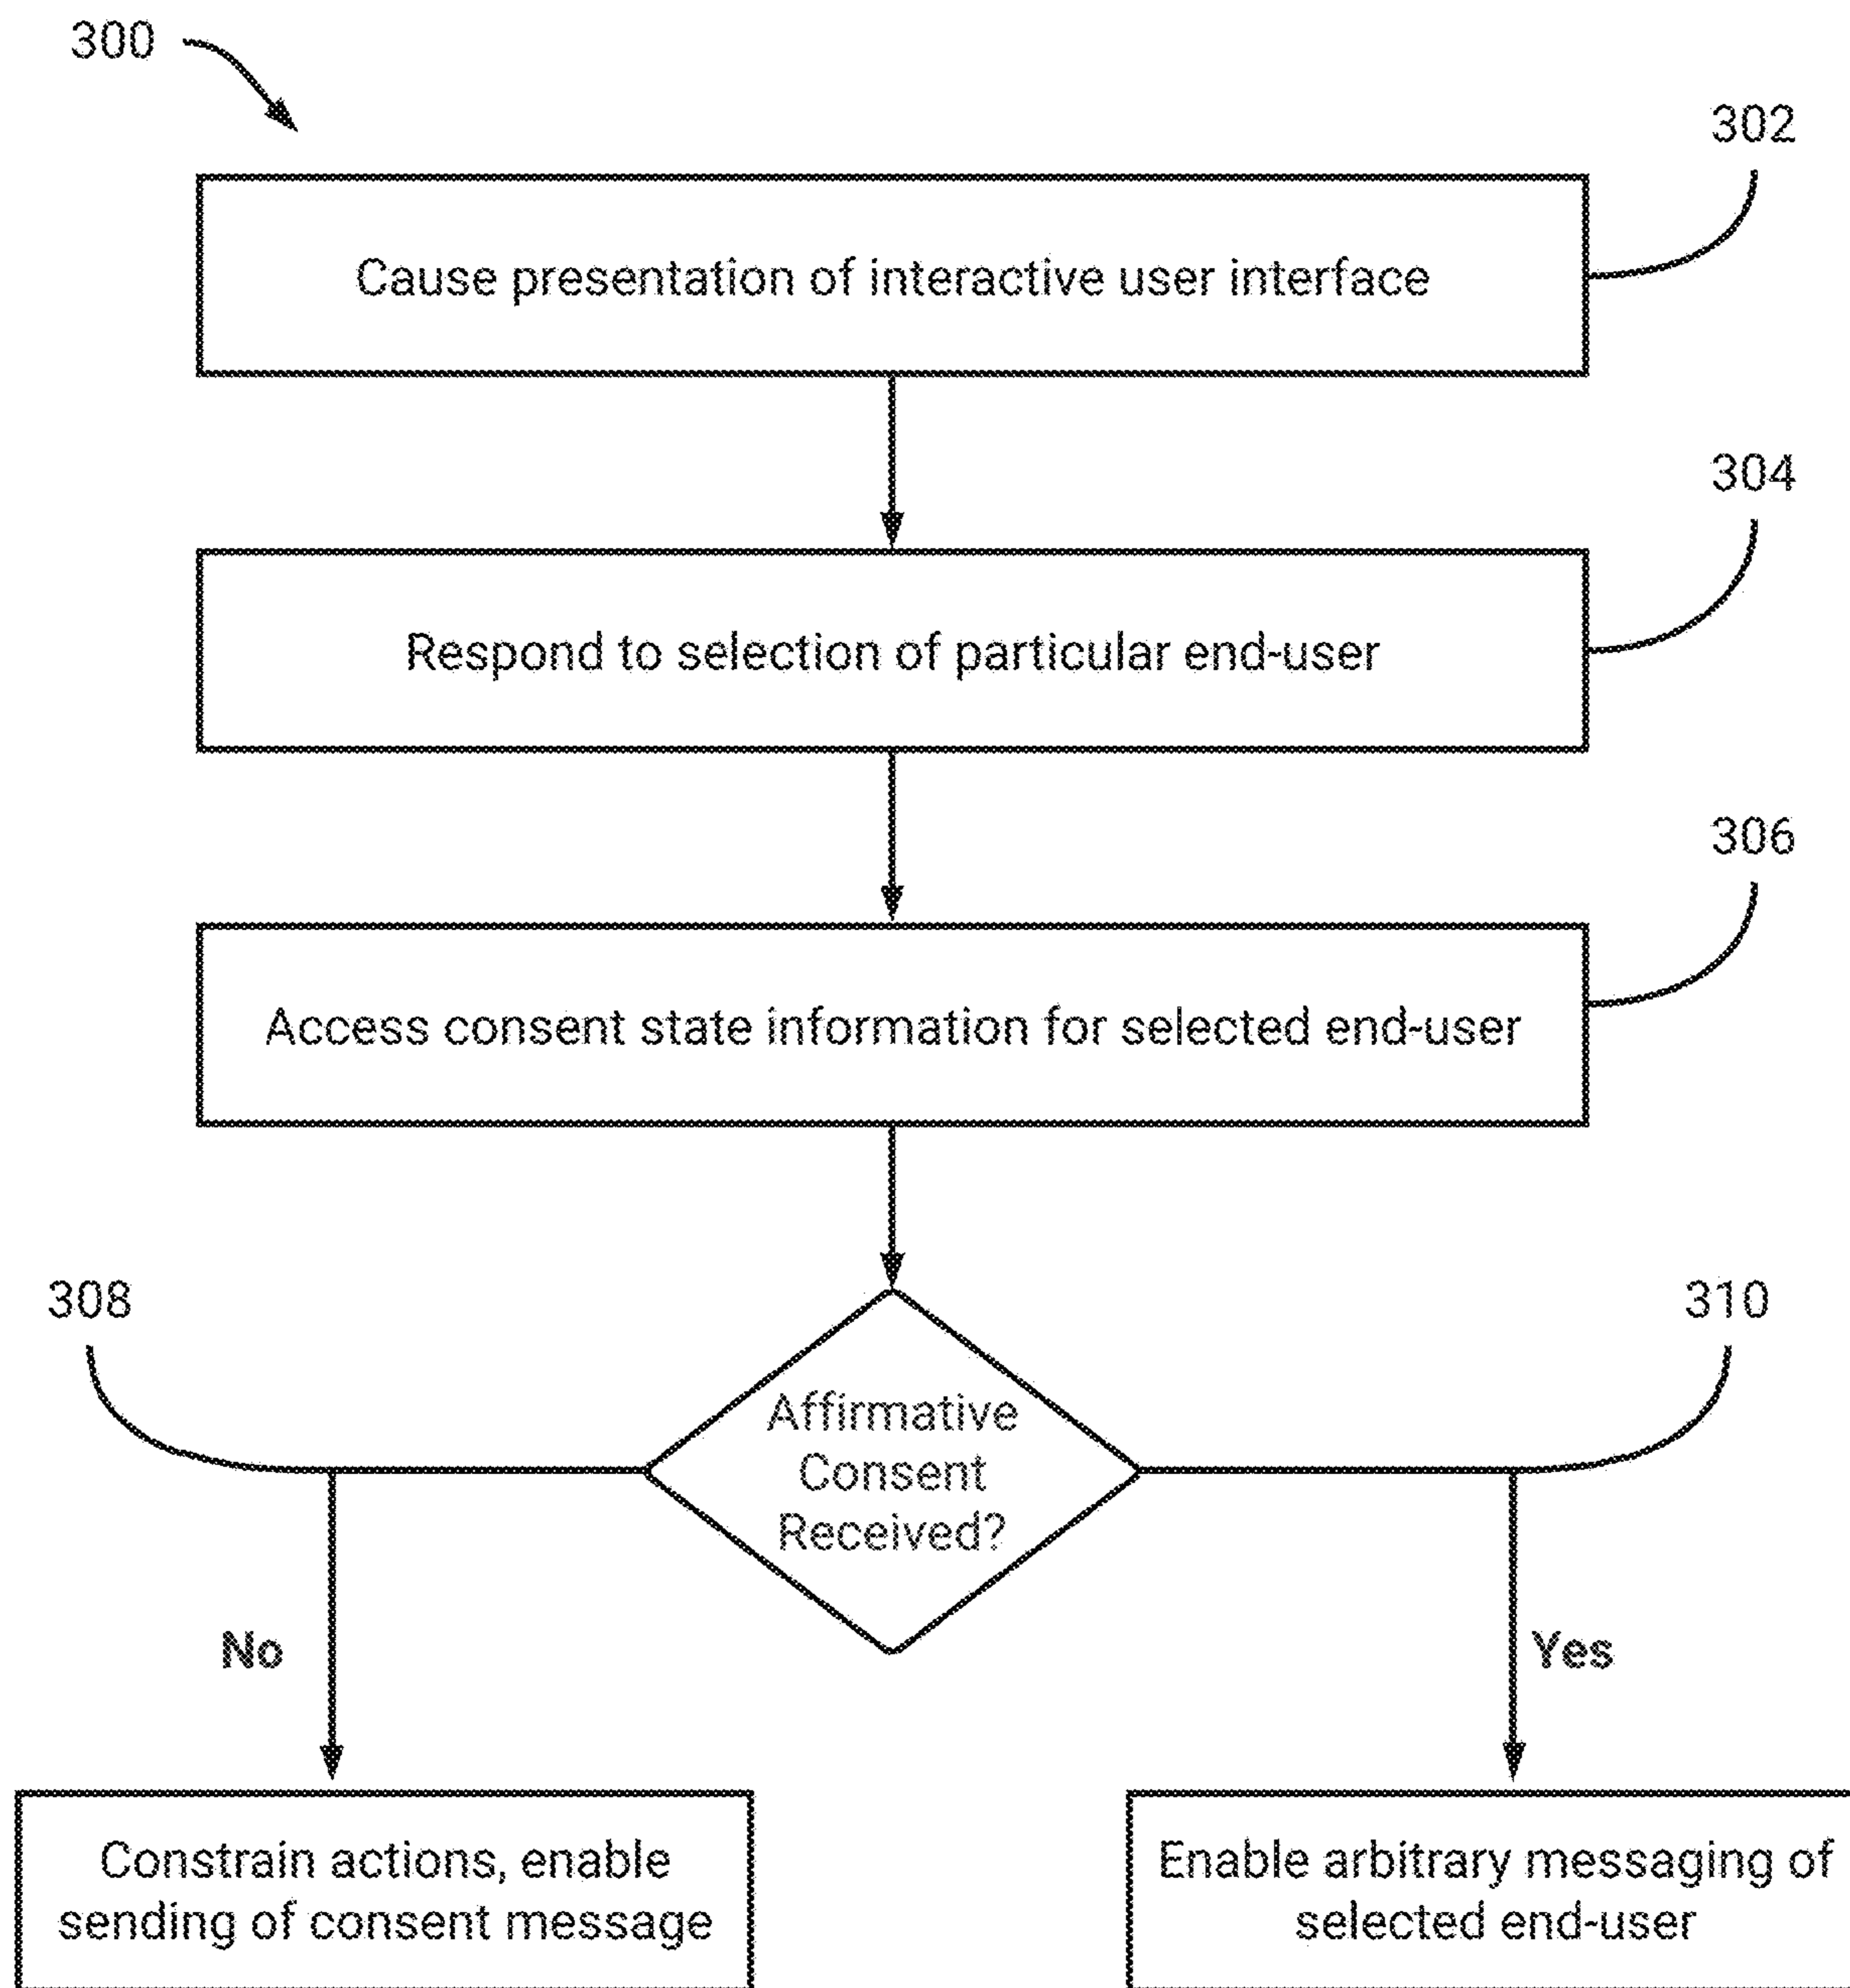 300
302
Cause presentation of interactive user interface
304
Respond to selection of particular end-user
306
Access consent state information for selected end-user
308
310
Affirmative
Consent
Received?
No
Yes
Constrain actions, enable
sending of consent message
Enable arbitrary messaging of
selected end-user